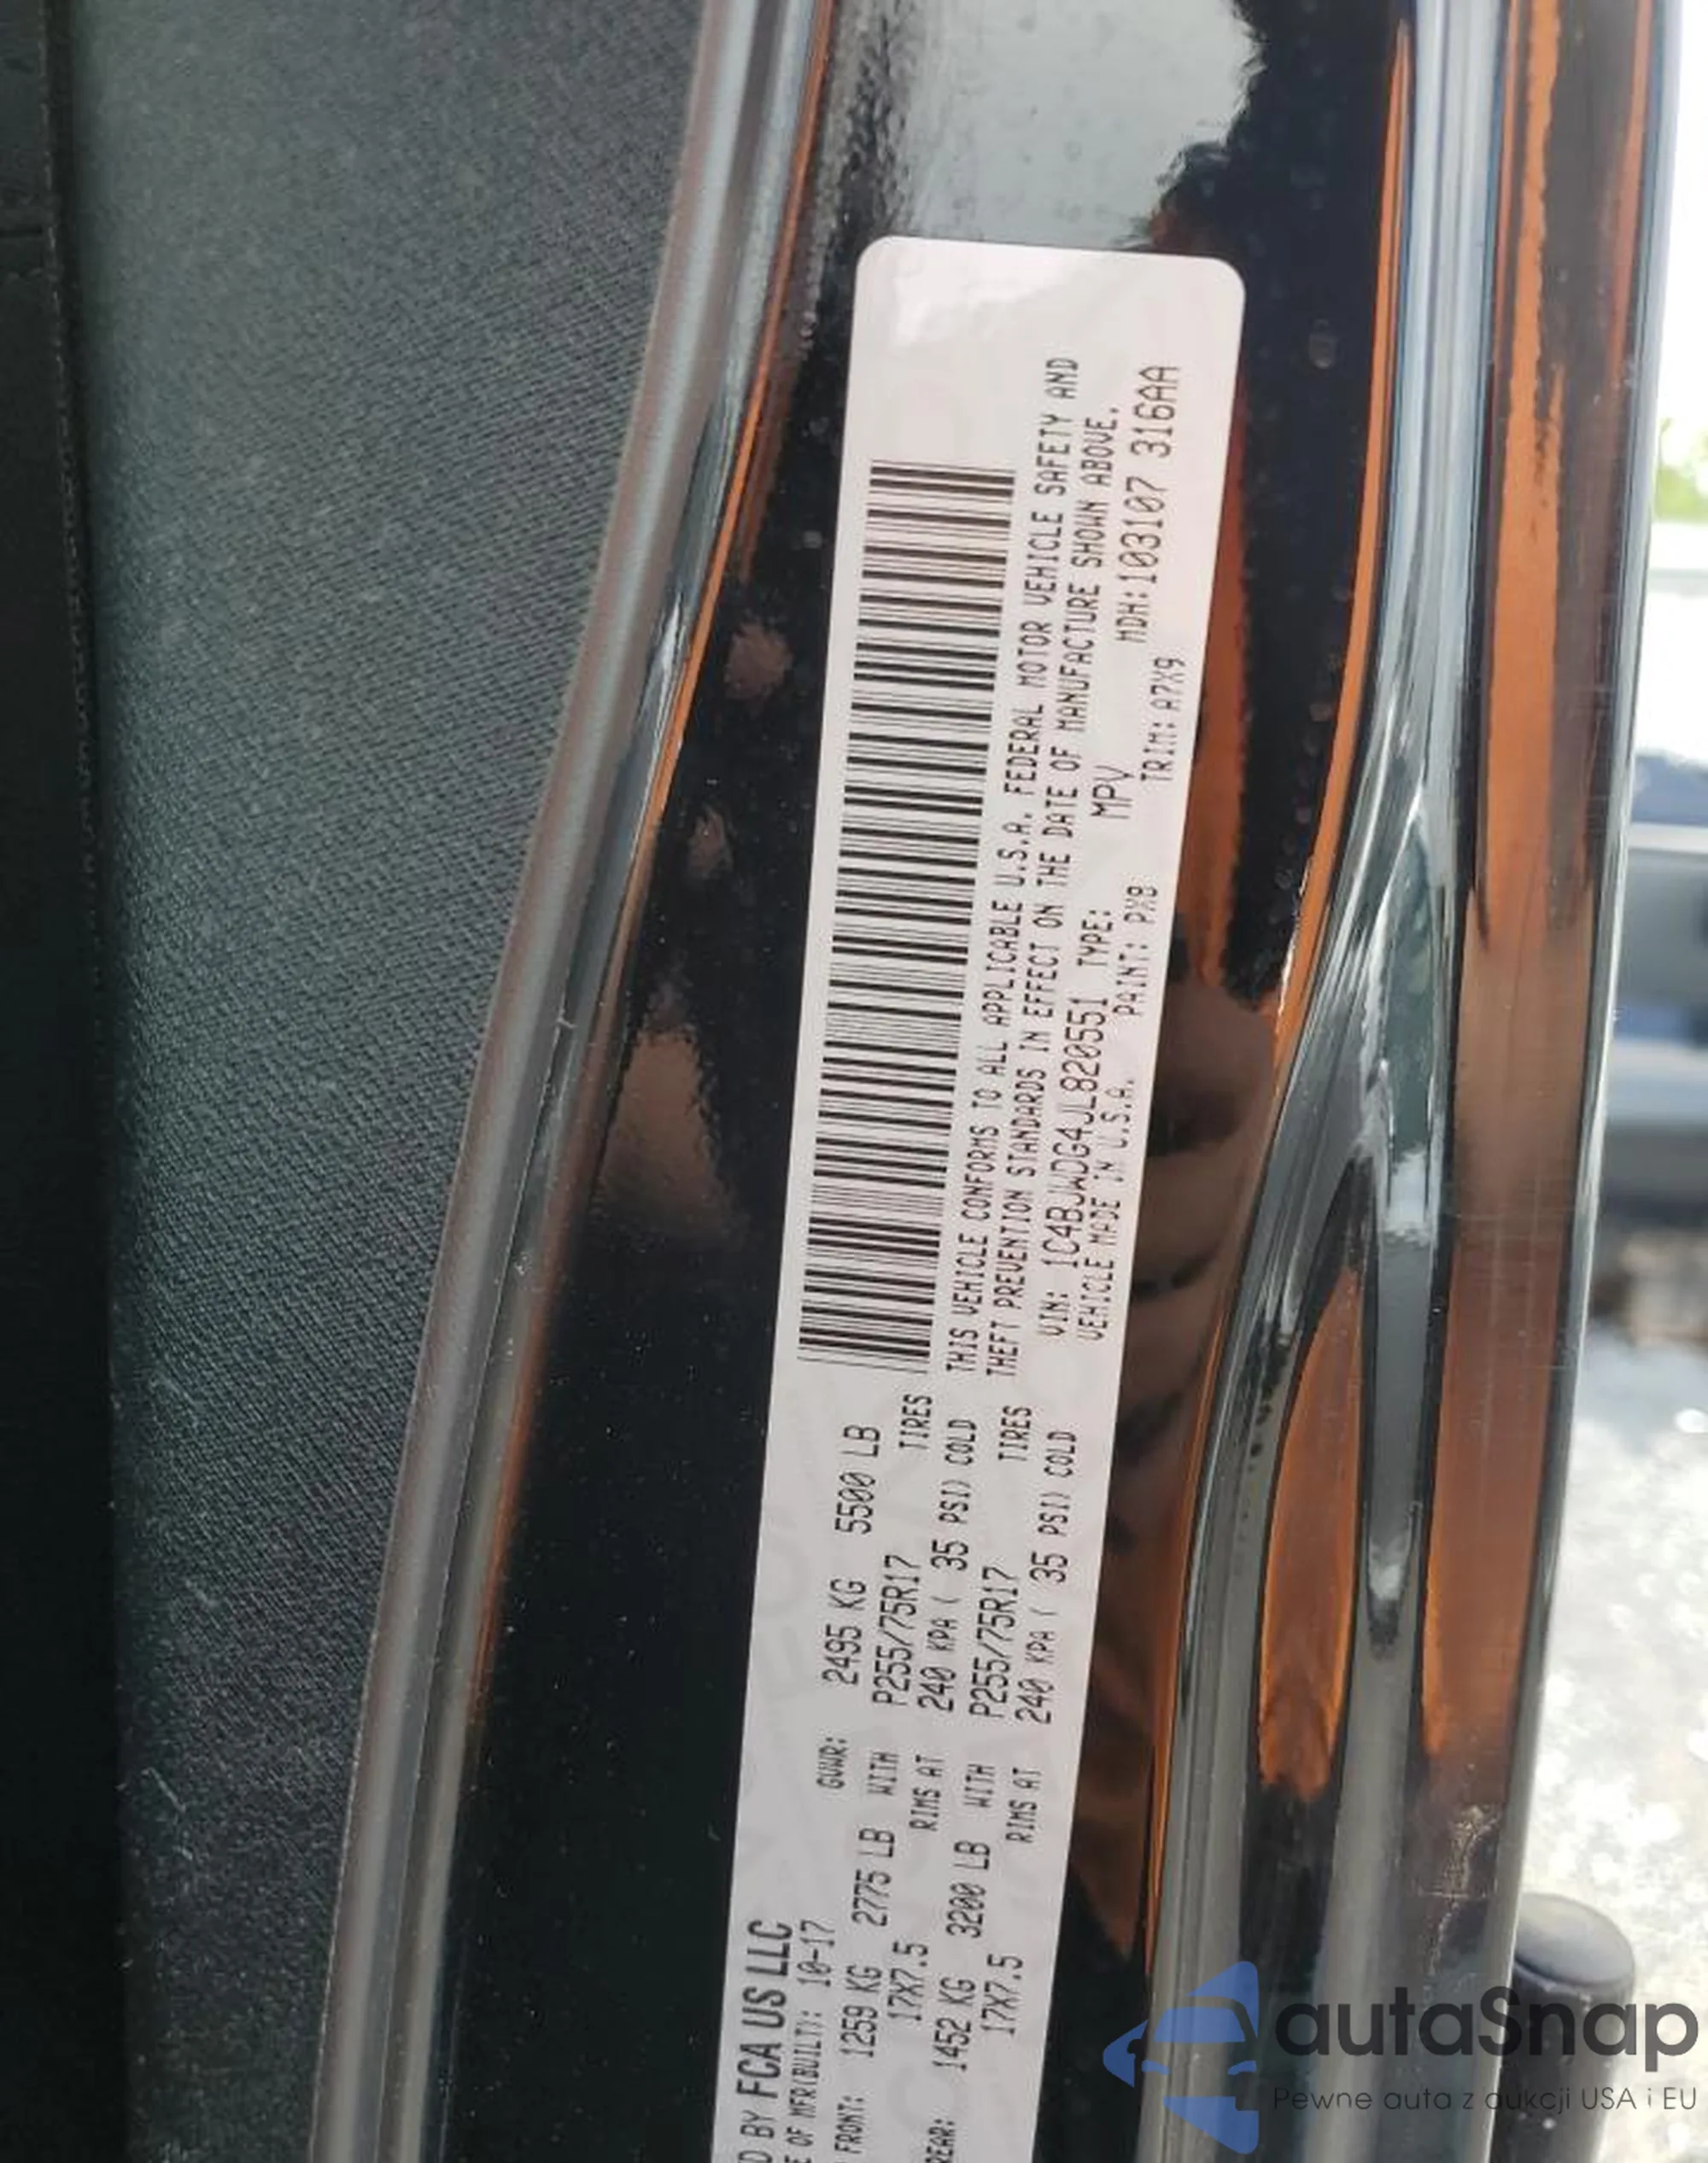 D BY FCA US LLC
E OF MFR(BUILT): 10-17 GVWR: 2495 KG 5500 LB
FRONT: 1259 KG 2775 LB WITH P255/75R17 TIRES
17X7.5 RIMS AT 240 KPA ( 35 PSI) COLD
REAR: 1452 KG 3200 LB WITH P255/75R17 TIRES
17X7.5 RIMS AT 240 KPA ( 35 PSI) COLD
THIS VEHICLE CONFORMS TO ALL APPLICABLE U.S.A. FEDERAL MOTOR VEHICLE SAFETY AND
THEFT PREVENTION STANDARDS IN EFFECT ON THE DATE OF MANUFACTURE SHOWN ABOVE.
VIN: 1C4BJWDG4JL820551 TYPE: MPV MDH:103107 316AA
VEHICLE MADE IN U.S.A. PAINT: PX8 TRIM: A7X9
autaSnap
Pewne auta z aukcji USA i EU